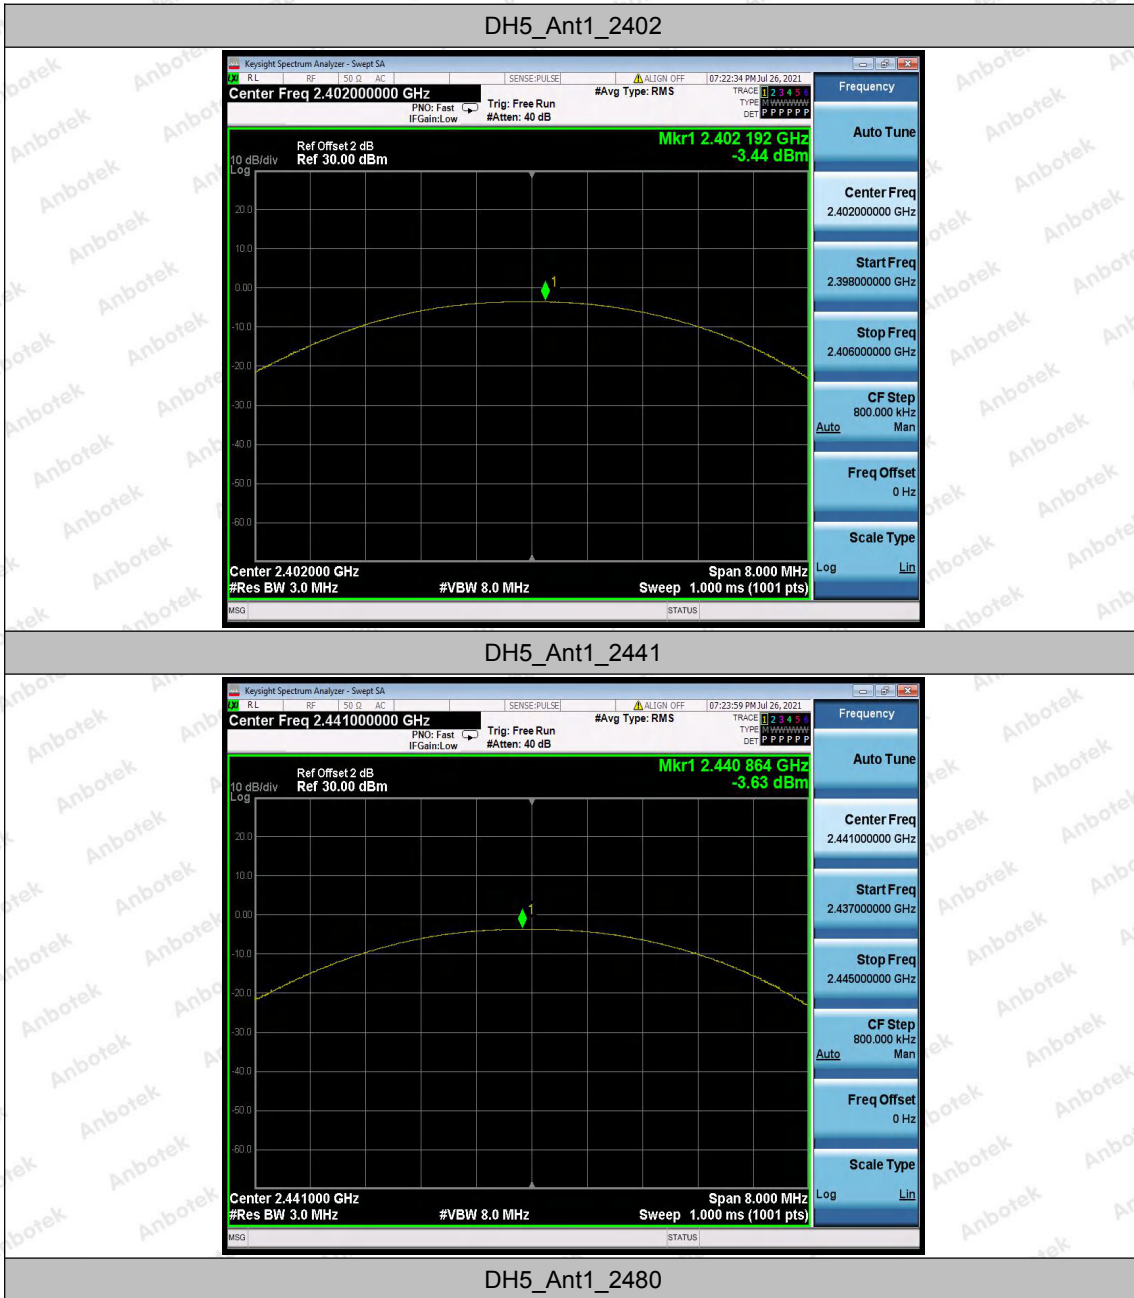 DH5_Ant1_2402
Keysight Spectrum Analyzer - Swept SA
RL RF 50 Ω AC SENSE:PULSE ALIGN OFF 07:22:34 PM Jul 26, 2021
Center Freq 2.402000000 GHz #Avg Type: RMS TRACE 1 2 3 4 5 6
PNO: Fast Trig: Free Run TYPE M WWWWW
IFGain:Low #Atten: 40 dB DET P P P P P P
Frequency
Mkr1 2.402 192 GHz
Ref Offset 2 dB
10 dB/div Ref 30.00 dBm -3.44 dBm
Log
20.0
10.0
0.00
-10.0
-20.0
-30.0
-40.0
-50.0
-60.0
1
Auto Tune
Center Freq
2.402000000 GHz
Start Freq
2.398000000 GHz
Stop Freq
2.406000000 GHz
CF Step
800.000 kHz
Auto Man
Freq Offset
0 Hz
Scale Type
Log Lin
Center 2.402000 GHz Span 8.000 MHz
#Res BW 3.0 MHz #VBW 8.0 MHz Sweep 1.000 ms (1001 pts)
MSG STATUS
DH5_Ant1_2441
Keysight Spectrum Analyzer - Swept SA
RL RF 50 Ω AC SENSE:PULSE ALIGN OFF 07:23:59 PM Jul 26, 2021
Center Freq 2.441000000 GHz #Avg Type: RMS TRACE 1 2 3 4 5 6
PNO: Fast Trig: Free Run TYPE M WWWWW
IFGain:Low #Atten: 40 dB DET P P P P P P
Frequency
Mkr1 2.440 864 GHz
Ref Offset 2 dB
10 dB/div Ref 30.00 dBm -3.63 dBm
Log
20.0
10.0
0.00
-10.0
-20.0
-30.0
-40.0
-50.0
-60.0
1
Auto Tune
Center Freq
2.441000000 GHz
Start Freq
2.437000000 GHz
Stop Freq
2.445000000 GHz
CF Step
800.000 kHz
Auto Man
Freq Offset
0 Hz
Scale Type
Log Lin
Center 2.441000 GHz Span 8.000 MHz
#Res BW 3.0 MHz #VBW 8.0 MHz Sweep 1.000 ms (1001 pts)
MSG STATUS
DH5_Ant1_2480
Anbotek